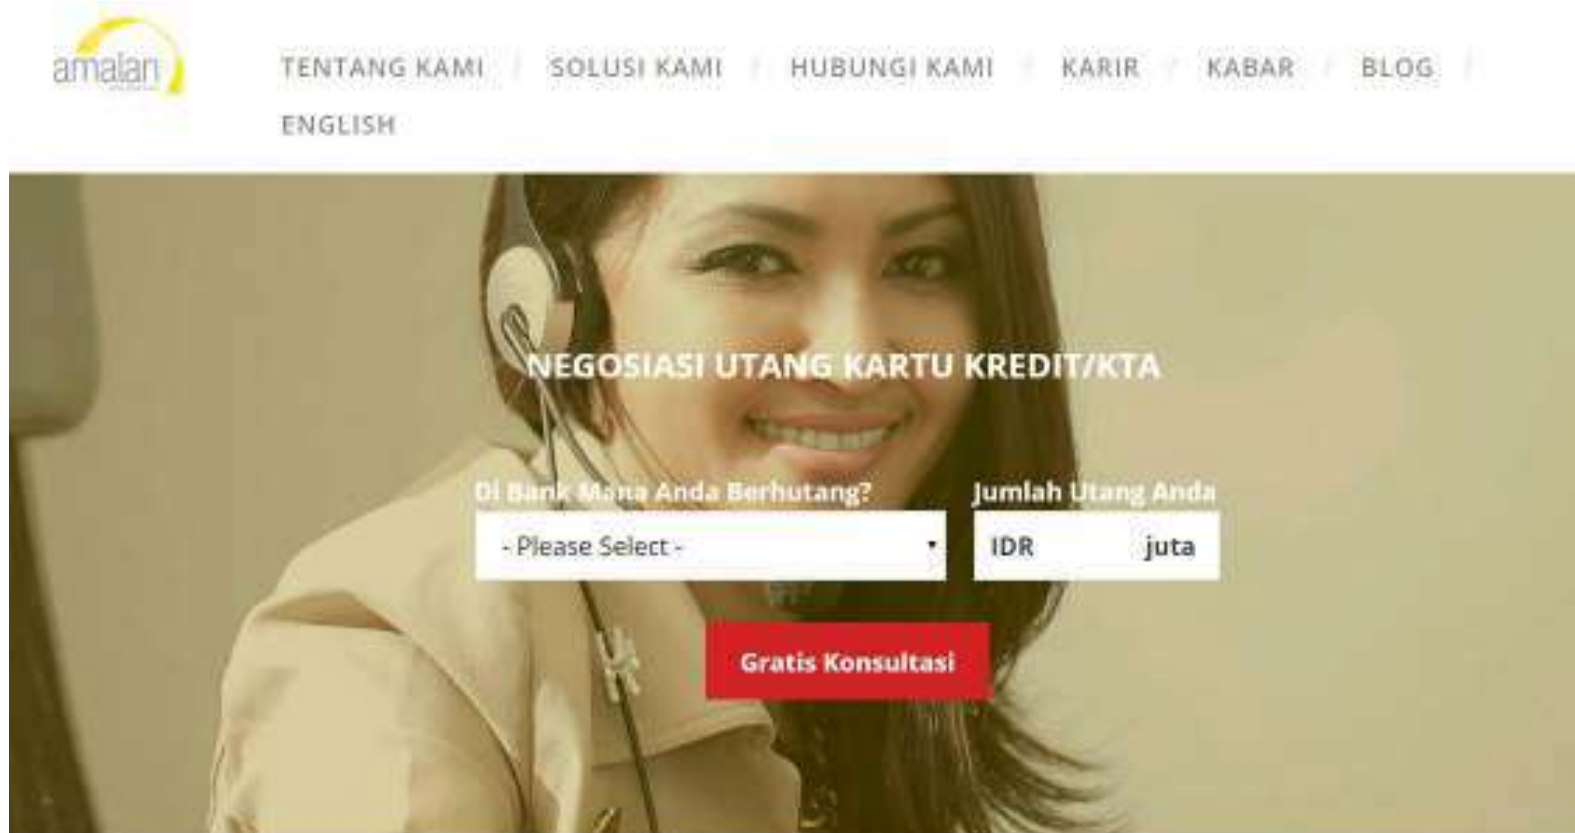 amalan
TENTANG KAMI / SOLUSI KAMI / HUBUNGI KAMI / KARIR / KABAR / BLOG /
ENGLISH
NEGOSIASI UTANG KARTU KREDIT/KTA
Di Bank Mana Anda Berhutang? Jumlah Utang Anda
- Please Select - IDR juta
Gratis Konsultasi